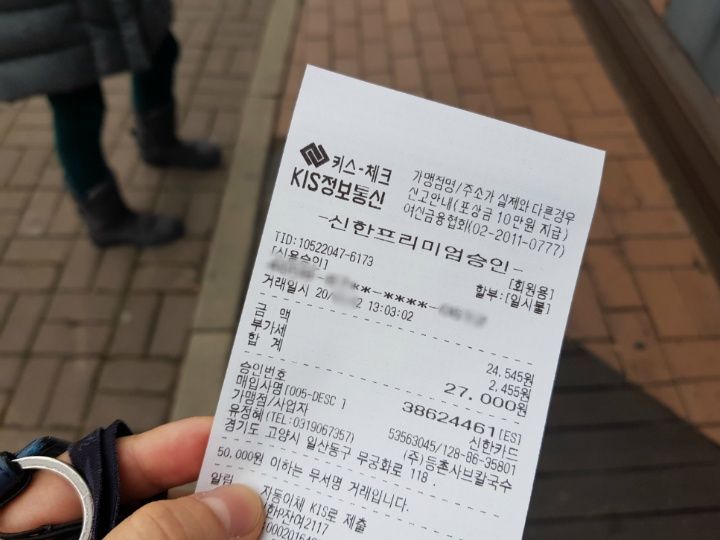 키스-체크
KIS정보통신
가맹점명/주소가 실제와 다른경우
신고안내(포상금 10만원 지급)
여신금융협회(02-2011-0777)
-신한프리미엄승인-
TID:10522047-6173
[신용승인] [회원용]
**-****- 할부:[일시불]
거래일시 20/ 2 13:03:02
금 액 24,545원
부가세 2,455원
합 계 27,000원
승인번호 38624461[ES]
매입사명[005-DESC ] 신한카드
가맹점/사업자 53563045/128-86-35801
유정혜(TEL:0319067357) (주)등촌샤브칼국수
경기도 고양시 일산동구 무궁화로 118
50,000원 이하는 무서명 거래입니다.
알림 자동이체 KIS로 제출